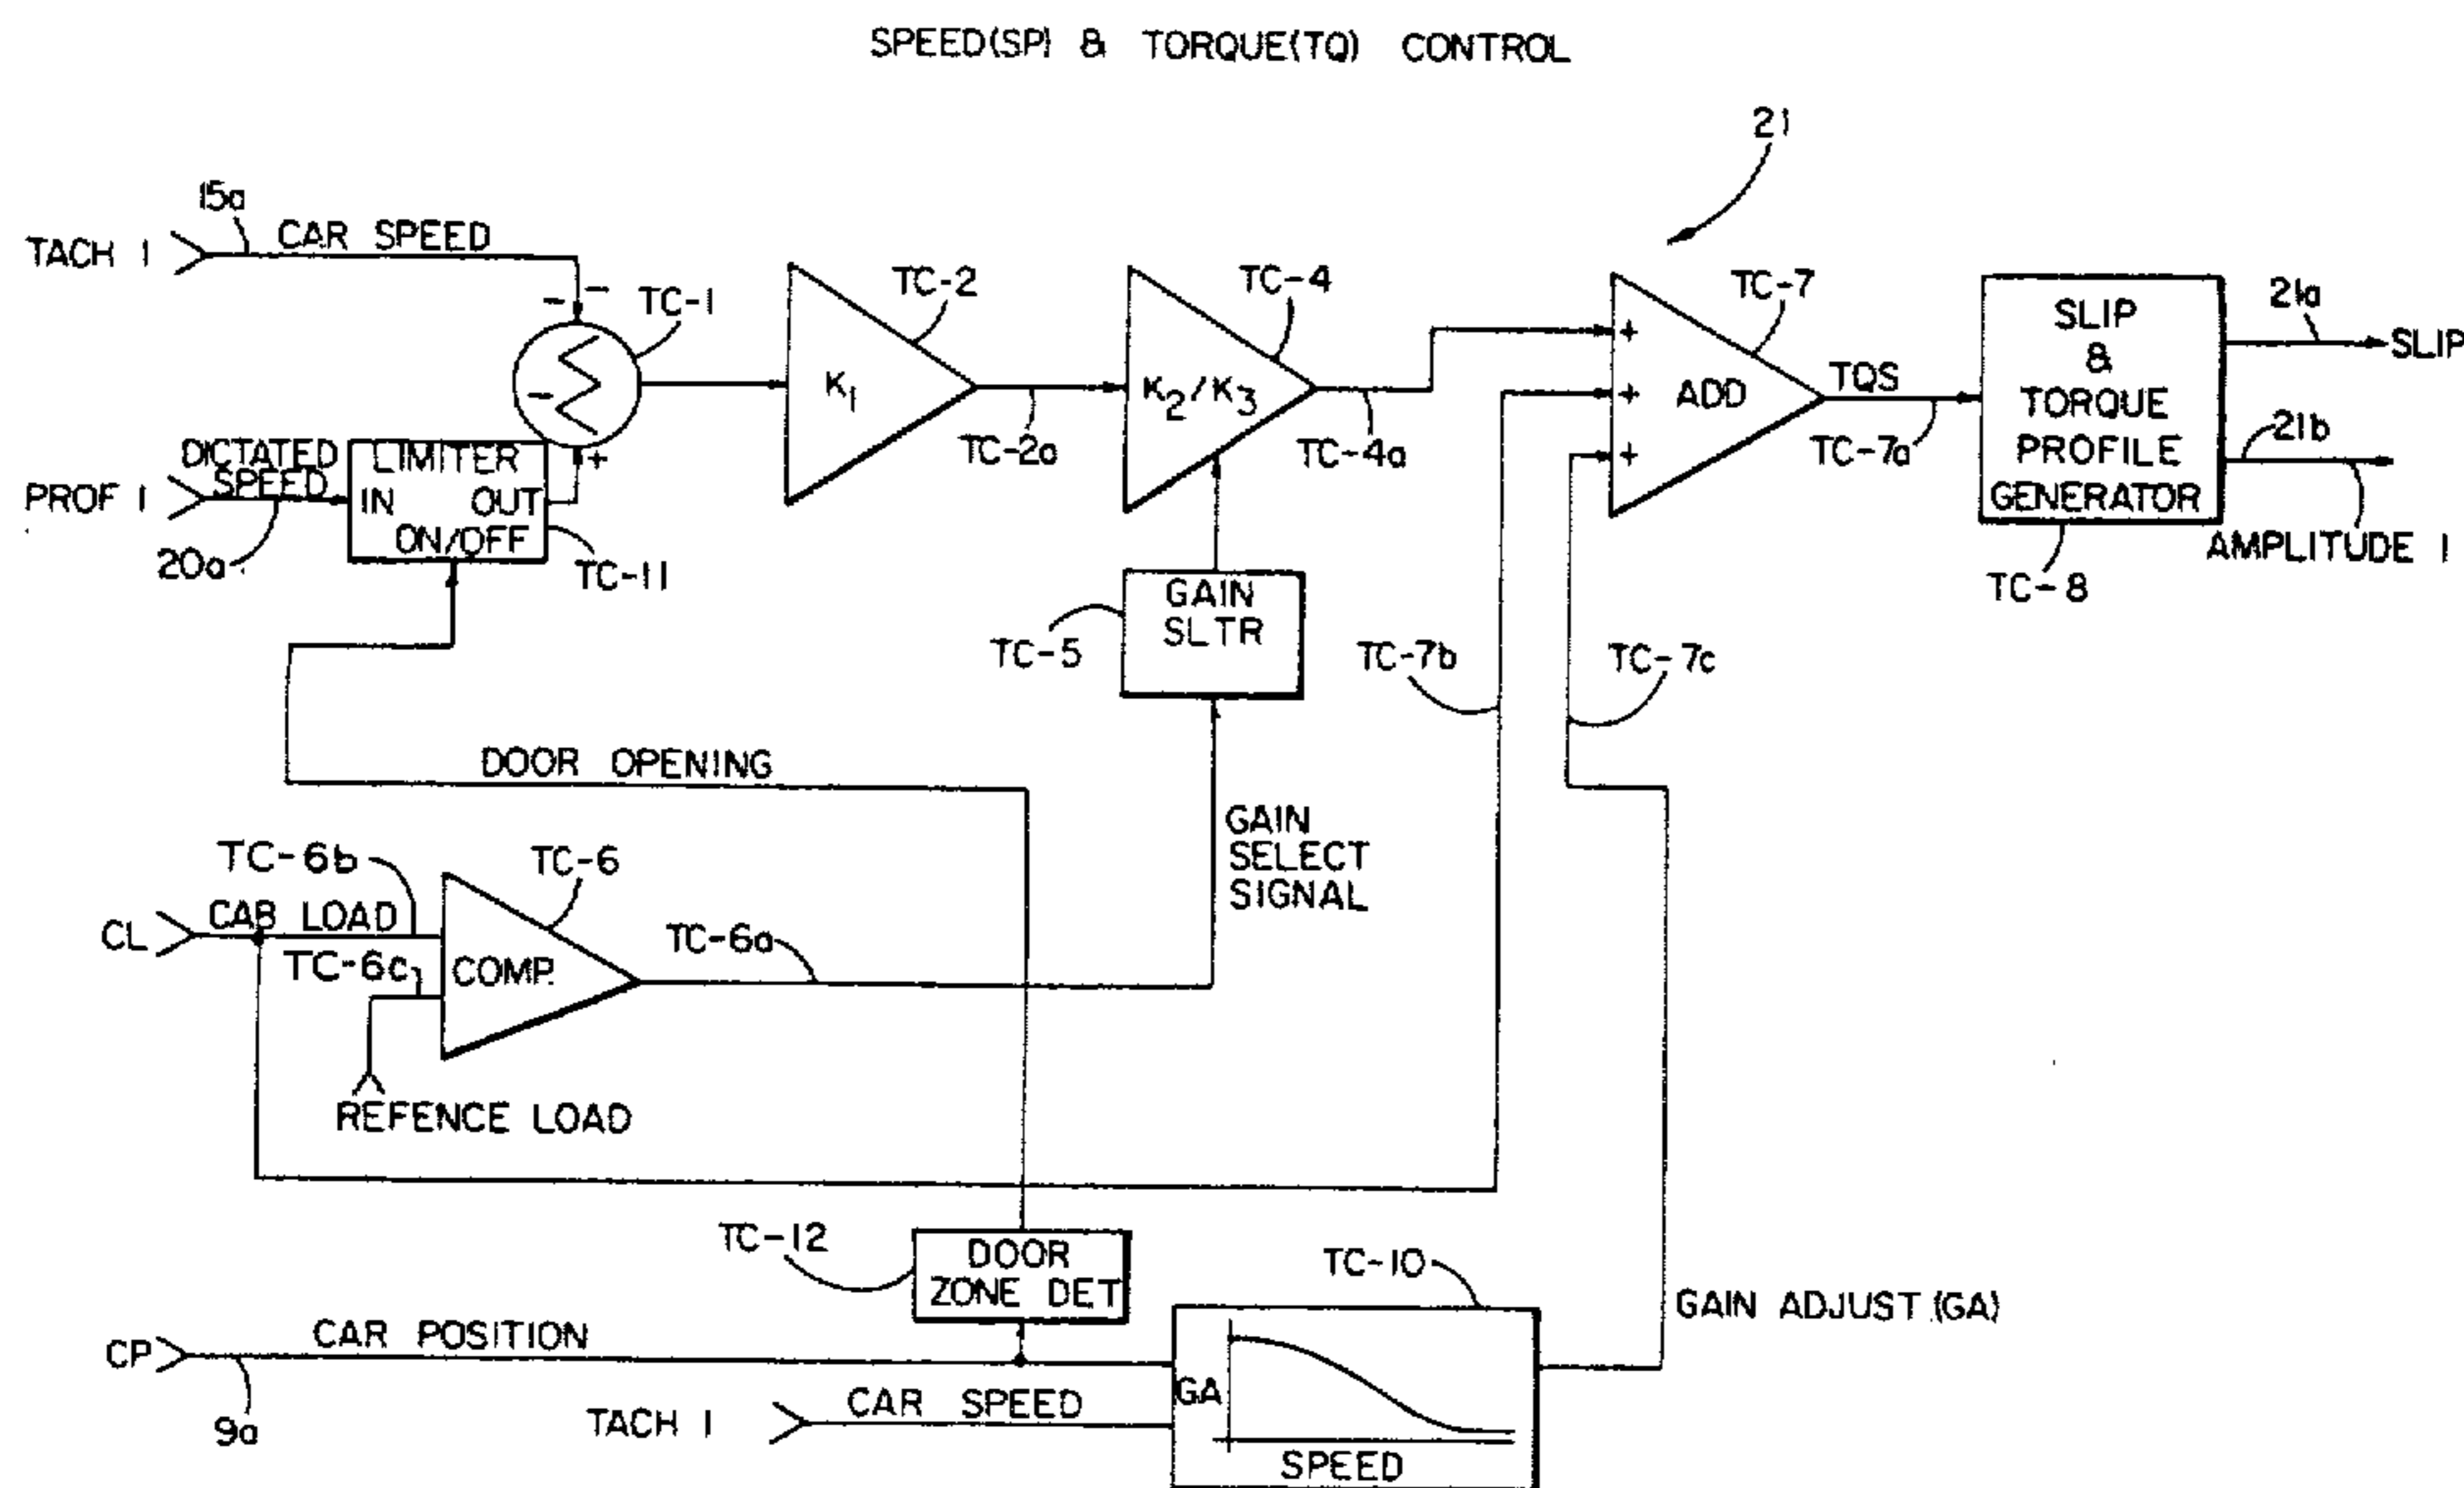 SPEED(SP) & TORQUE(TQ) CONTROL
21
15a
TACH 1
CAR SPEED
- -
TC-1
TC-2
TC-4
TC-7
21a
SLIP
& 
TORQUE
PROFILE
GENERATOR
SLIP
K1
K2/K3
+
+
+
ADD
TQS
-
TC-2a
TC-4a
TC-7a
21b
DICTATED
SPEED
PROF 1
20a
LIMITER
IN OUT
ON/OFF
+
TC-11
AMPLITUDE 1
TC-8
GAIN
SLTR
TC-5
TC-7b
TC-7c
DOOR OPENING
GAIN
SELECT
SIGNAL
TC-6b
TC-6
CL
CAB LOAD
TC-6c
COMP.
TC-6a
REFENCE LOAD
TC-12
DOOR
ZONE DET
TC-10
GAIN ADJUST (GA)
CP
CAR POSITION
9a
TACH 1
CAR SPEED
GA
SPEED